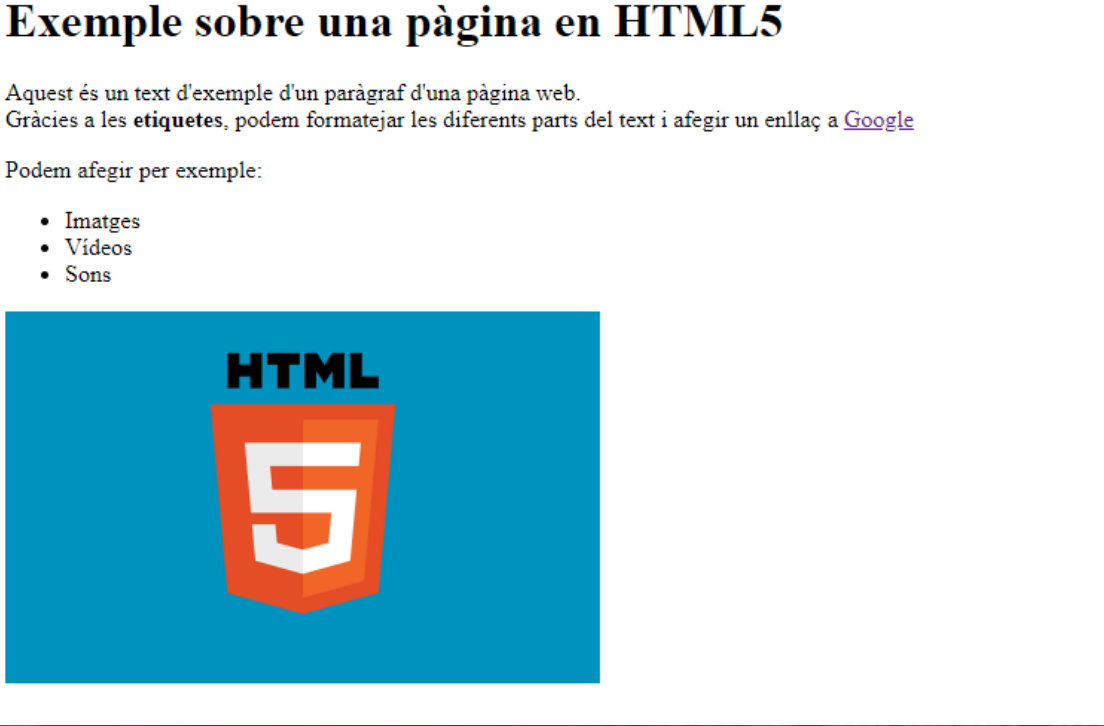 Exemple sobre una pàgina en HTML5
Aquest és un text d'exemple d'un paràgraf d'una pàgina web.
Gràcies a les etiquetes, podem formatejar les diferents parts del text i afegir un enllaç a Google
Podem afegir per exemple:
• Imatges
• Vídeos
• Sons
HTML
5